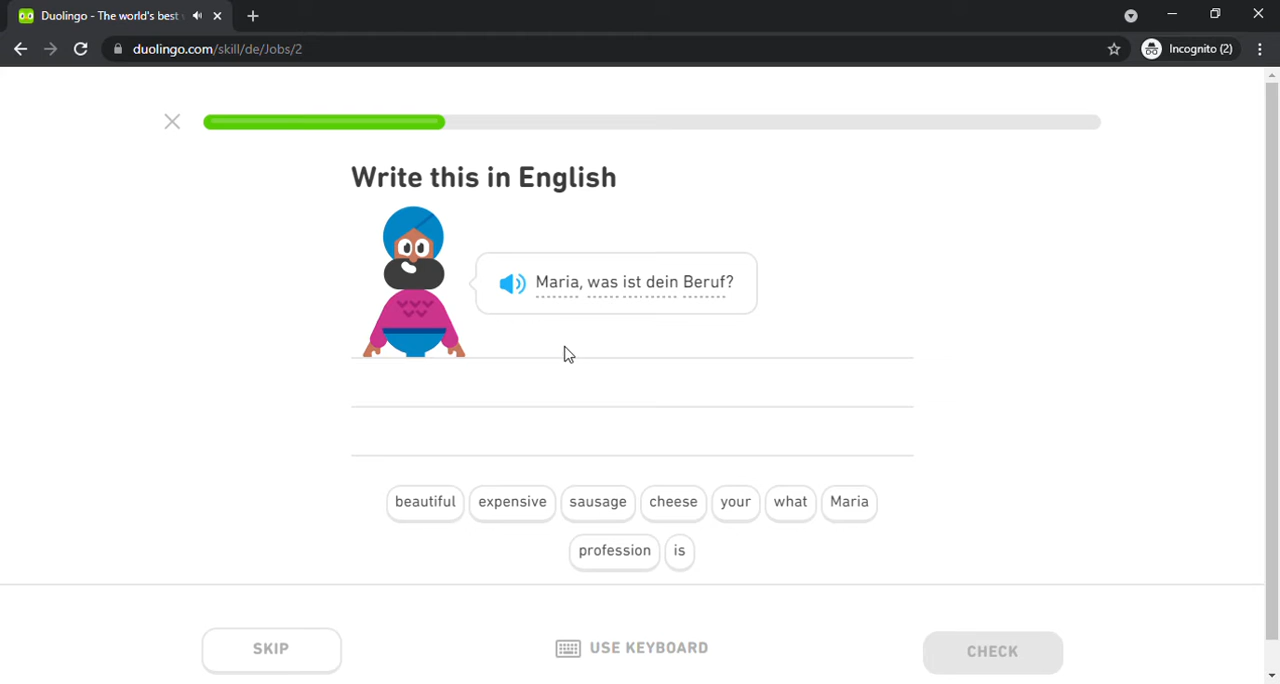 Duolingo - The world's best
duolingo.com/skill/de/Jobs/2
Incognito (2)
Write this in English
Maria, was ist dein Beruf?
beautiful expensive sausage cheese your what Maria
profession is
SKIP
USE KEYBOARD
CHECK